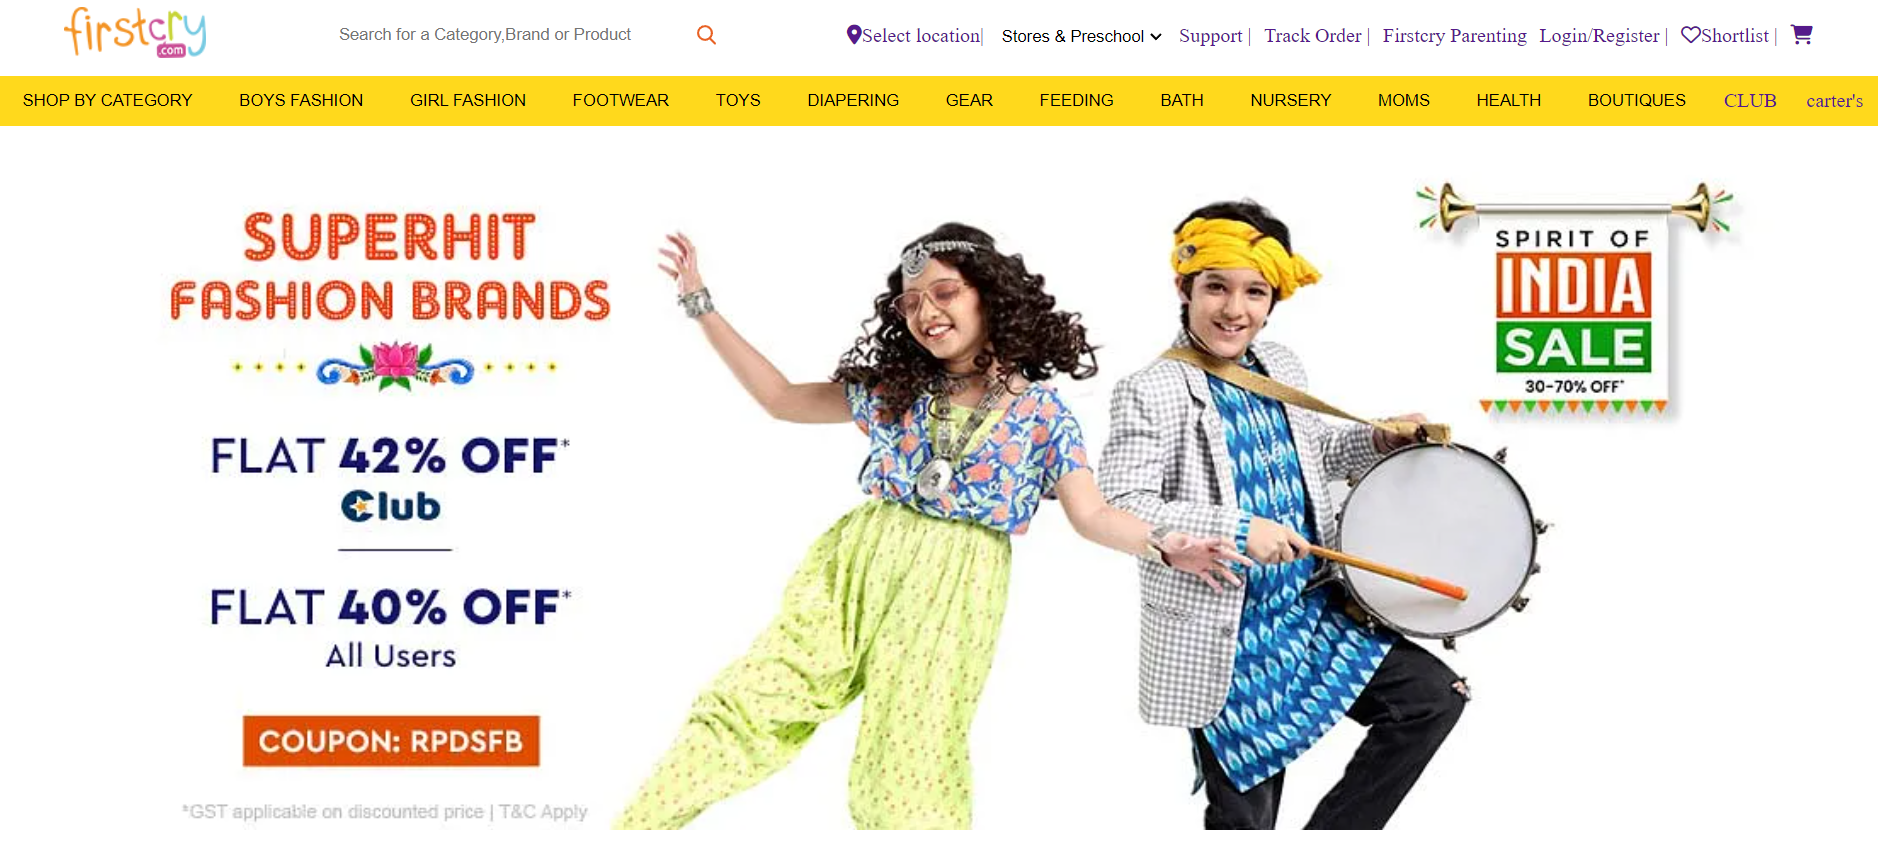 firstcry
.com
Search for a Category,Brand or Product
Select location| Stores & Preschool Support | Track Order | Firstcry Parenting Login/Register | Shortlist |
SHOP BY CATEGORY BOYS FASHION GIRL FASHION FOOTWEAR TOYS DIAPERING GEAR FEEDING BATH NURSERY MOMS HEALTH BOUTIQUES CLUB carter's
SUPERHIT
FASHION BRANDS
FLAT 42% OFF*
Club
FLAT 40% OFF*
All Users
COUPON: RPDSFB
*GST applicable on discounted price | T&C Apply
SPIRIT OF
INDIA
SALE
30-70% OFF*